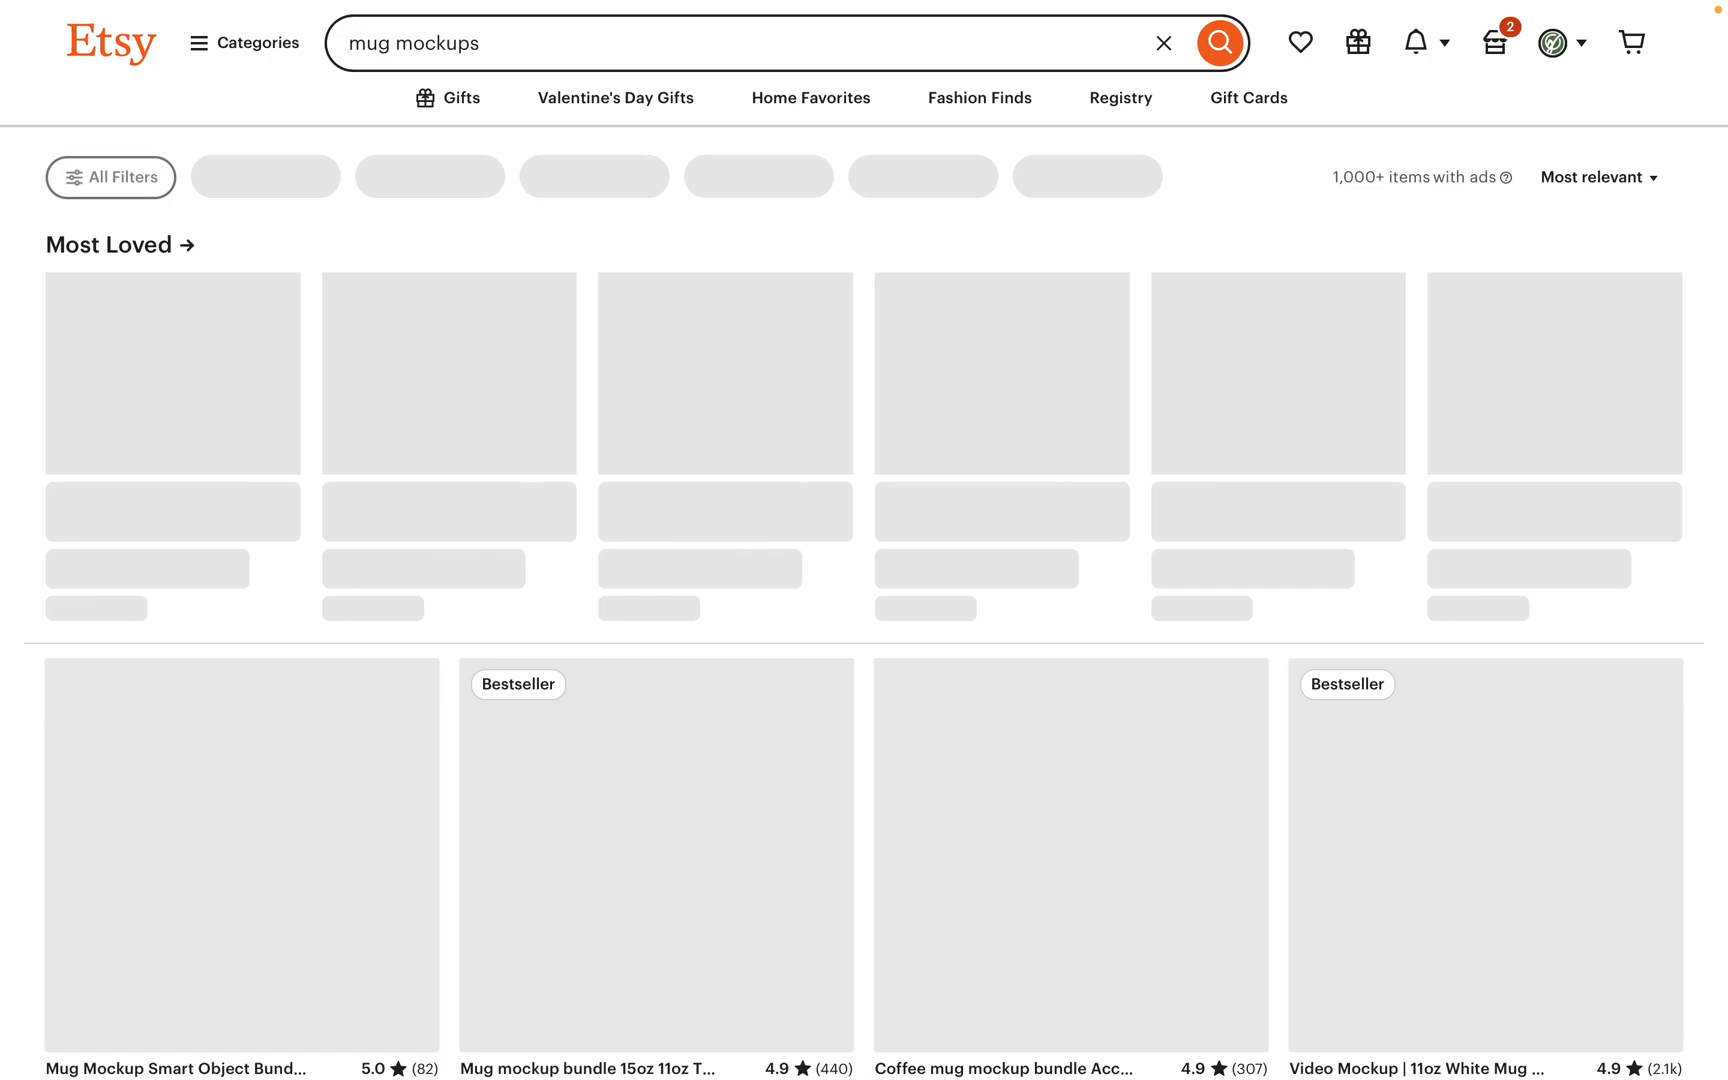 Etsy
Categories
mug mockups
2
Gifts
Valentine's Day Gifts
Home Favorites
Fashion Finds
Registry
Gift Cards
All Filters
1,000+ items with ads
Most relevant
Most Loved
Bestseller
Bestseller
Mug Mockup Smart Object Bund... 5.0 ★ (82)
Mug mockup bundle 15oz 11oz T... 4.9 ★ (440)
Coffee mug mockup bundle Acc... 4.9 ★ (307)
Video Mockup | 11oz White Mug ... 4.9 ★ (2.1k)